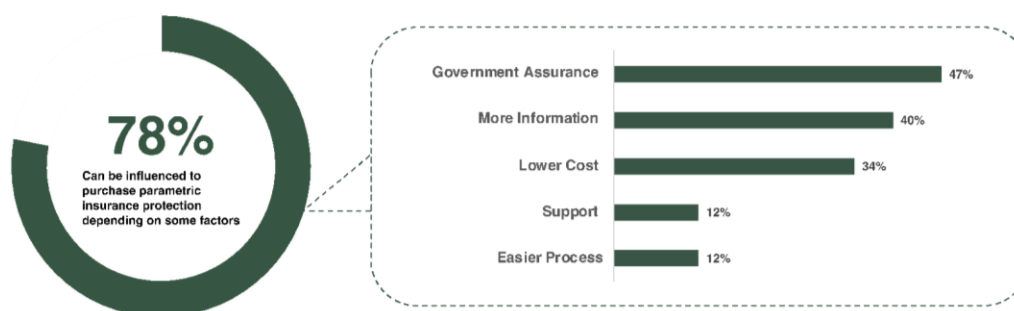 78%
Can be influenced to
purchase parametric
insurance protection
depending on some factors
Government Assurance 47%
More Information 40%
Lower Cost 34%
Support 12%
Easier Process 12%